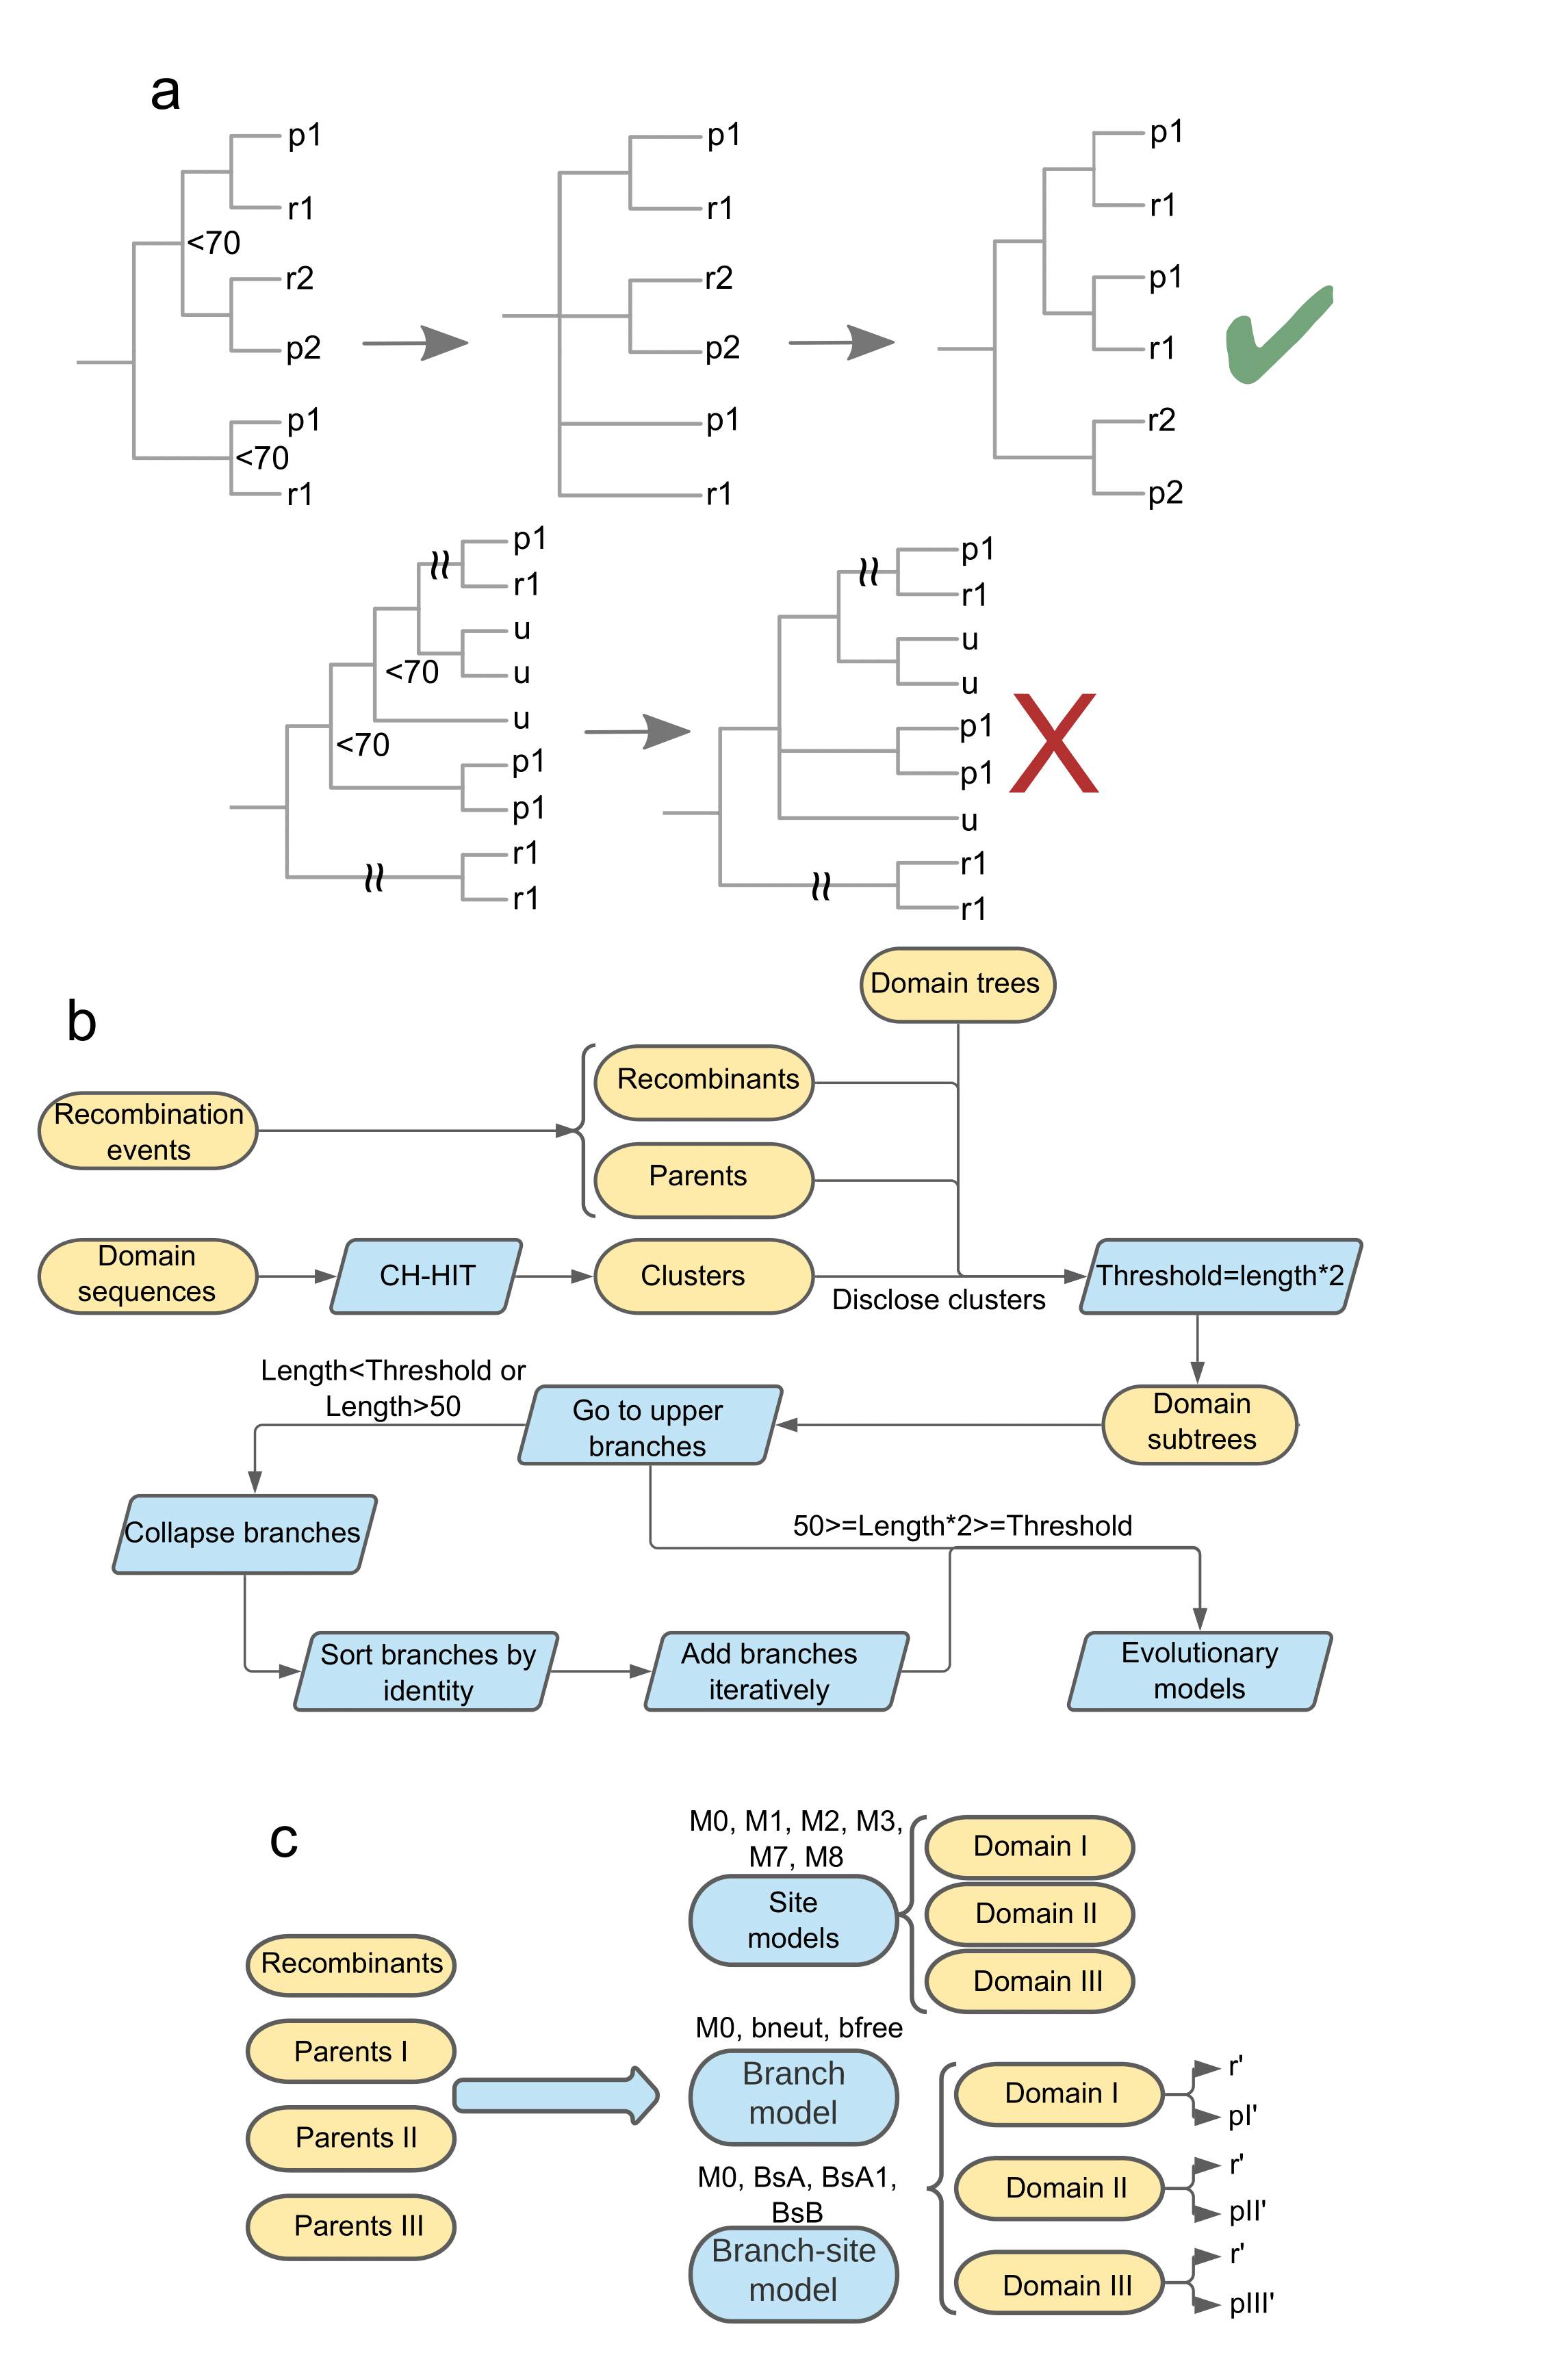 a
p1
r1
<70
r2
p2
p1
<70
r1
p1
r1
r2
p2
p1
r1
p1
r1
p1
r1
r2
p2
p1
r1
u
u
<70
u
<70
p1
p1
r1
r1
p1
r1
u
u
p1
p1
X
u
r1
r1
b
Domain trees
Recombination
events
Recombinants
Parents
Domain
sequences
CH-HIT
Clusters
Disclose clusters
Threshold=length*2
Length<Threshold or
Length>50
Go to upper
branches
Domain
subtrees
Collapse branches
50>=Length*2>=Threshold
Sort branches by
identity
Add branches
iteratively
Evolutionary
models
c
Recombinants
Parents I
Parents II
Parents III
M0, M1, M2, M3,
M7, M8
Site
models
Domain I
Domain II
Domain III
M0, bneut, bfree
Branch
model
M0, BsA, BsA1,
BsB
Branch-site
model
Domain I
r'
pI'
Domain II
r'
pII'
Domain III
r'
pIII'